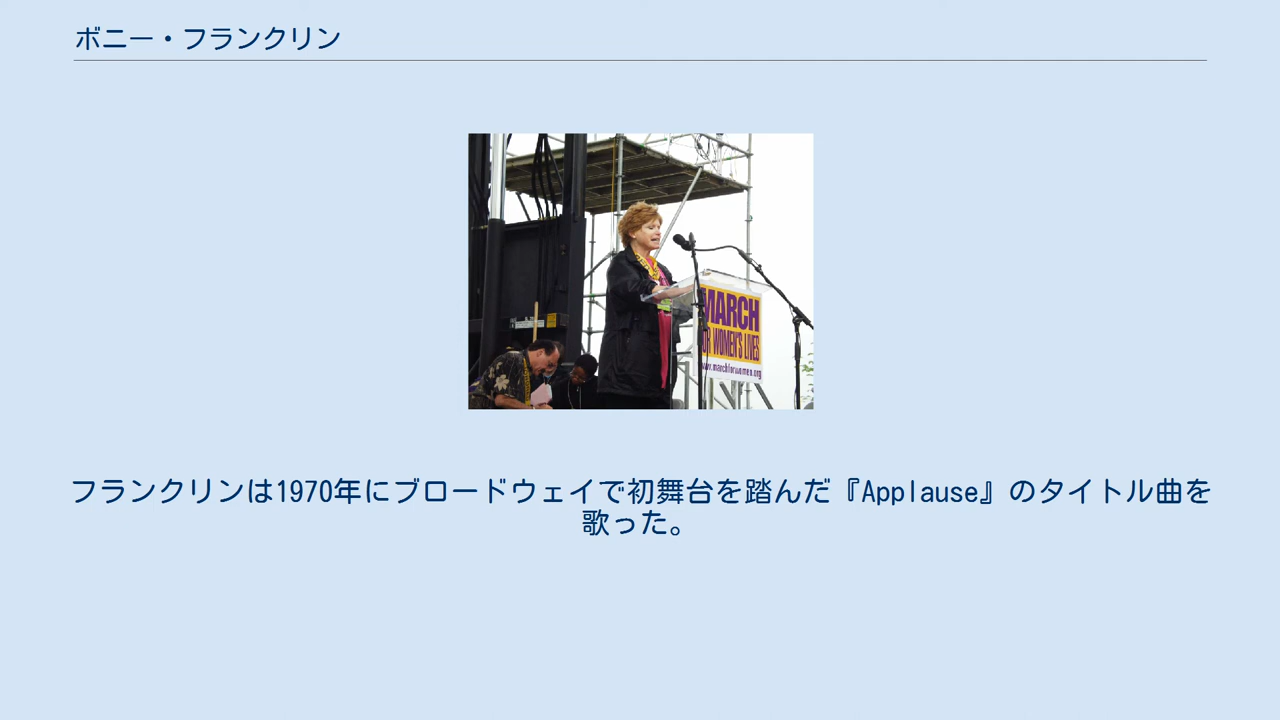 ボニー・フランクリン
MARCH
OR WOMEN'S LIVES
www.marchforwomen.org
フランクリンは1970年にブロードウェイで初舞台を踏んだ『Applause』のタイトル曲を
歌った。